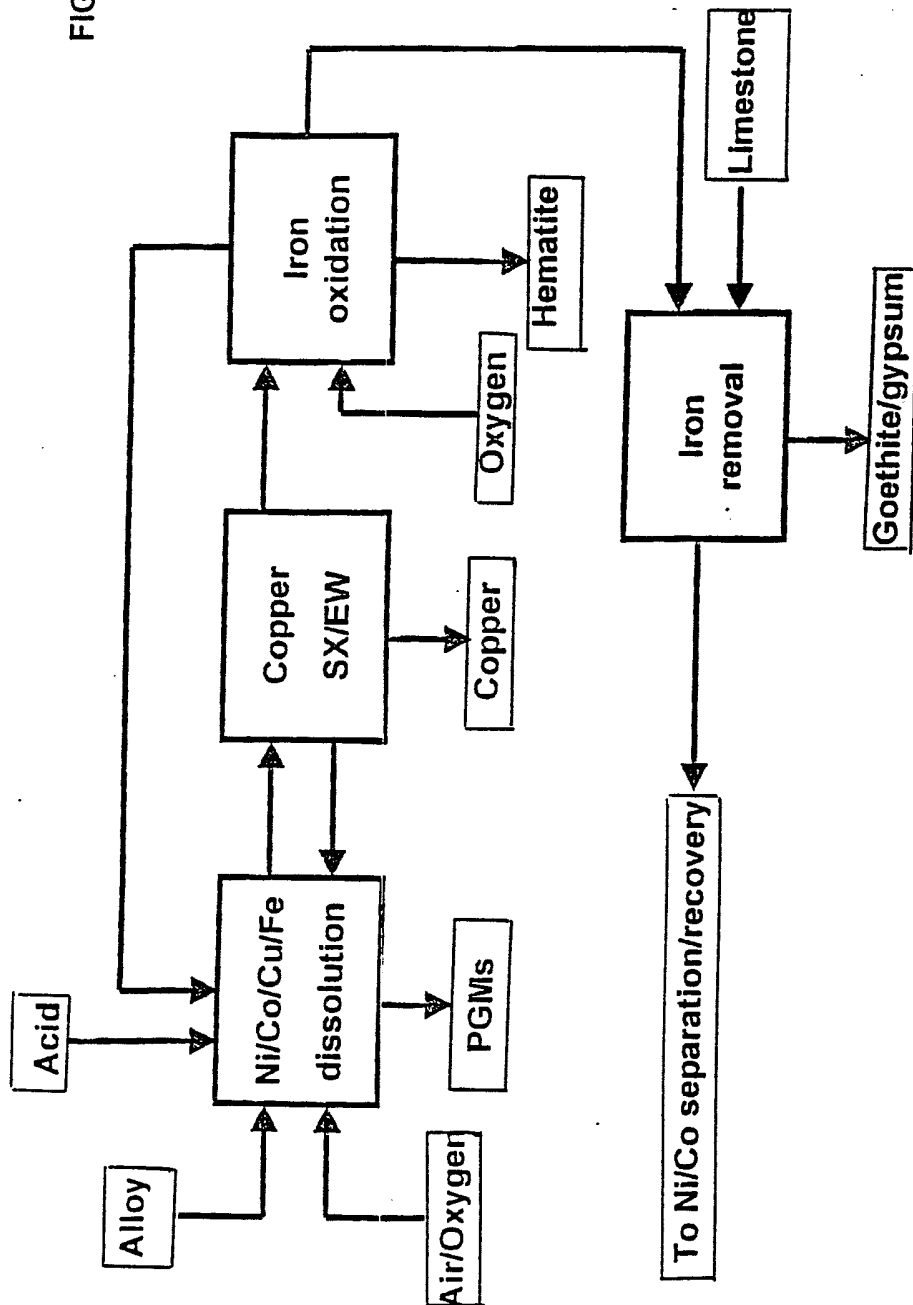 FIG
Acid
Alloy
Ni/Co/Cu/Fe
dissolution
Air/Oxygen
PGMs
Copper
SX/EW
Copper
Iron
oxidation
Oxygen
Hematite
Limestone
Iron
removal
Goethite/gypsum
To Ni/Co separation/recovery